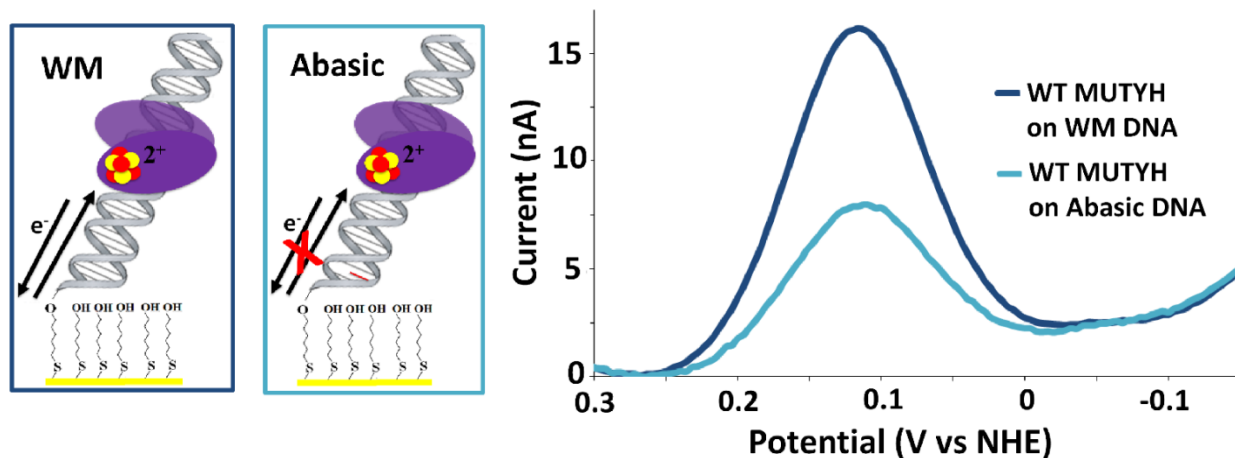 WM
2+
e-
O OH OH OH OH OH
S S S S S S
Abasic
2+
e-
X
O OH OH OH OH OH
S S S S S S
Current (nA)
15
10
5
0
0.3 0.2 0.1 0 -0.1
Potential (V vs NHE)
WT MUTYH
on WM DNA
WT MUTYH
on Abasic DNA